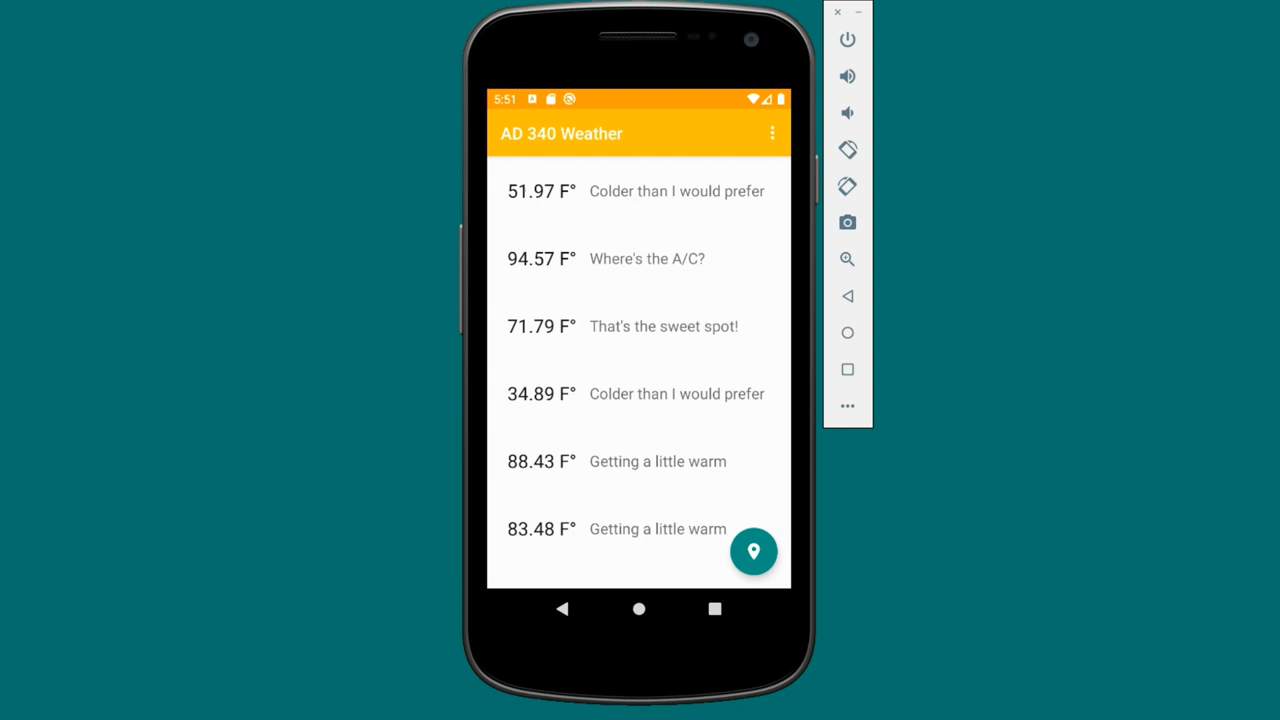 5:51
AD 340 Weather
51.97 F° Colder than I would prefer
94.57 F° Where's the A/C?
71.79 F° That's the sweet spot!
34.89 F° Colder than I would prefer
88.43 F° Getting a little warm
83.48 F° Getting a little warm